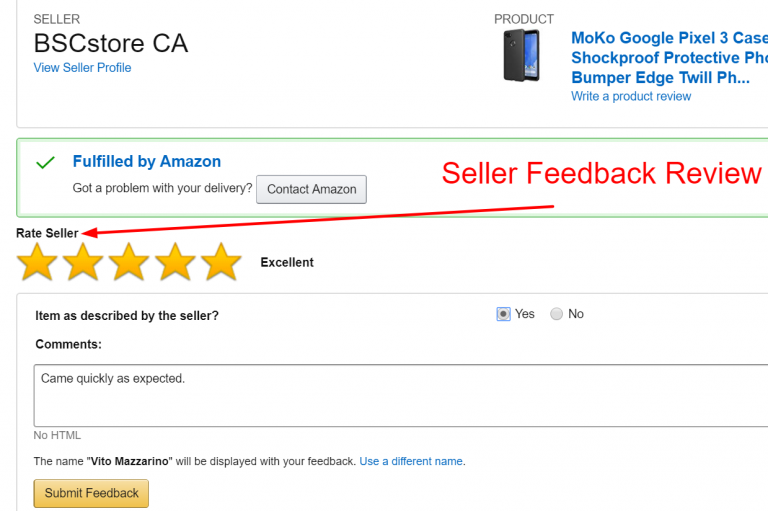 SELLER
BSCstore CA
View Seller Profile
PRODUCT
MoKo Google Pixel 3 Case
Shockproof Protective Pho
Bumper Edge Twill Ph...
Write a product review
Fulfilled by Amazon
Got a problem with your delivery? Contact Amazon
Seller Feedback Review
Rate Seller
Excellent
Item as described by the seller? Yes No
Comments:
Came quickly as expected.
No HTML
The name "Vito Mazzarino" will be displayed with your feedback. Use a different name.
Submit Feedback